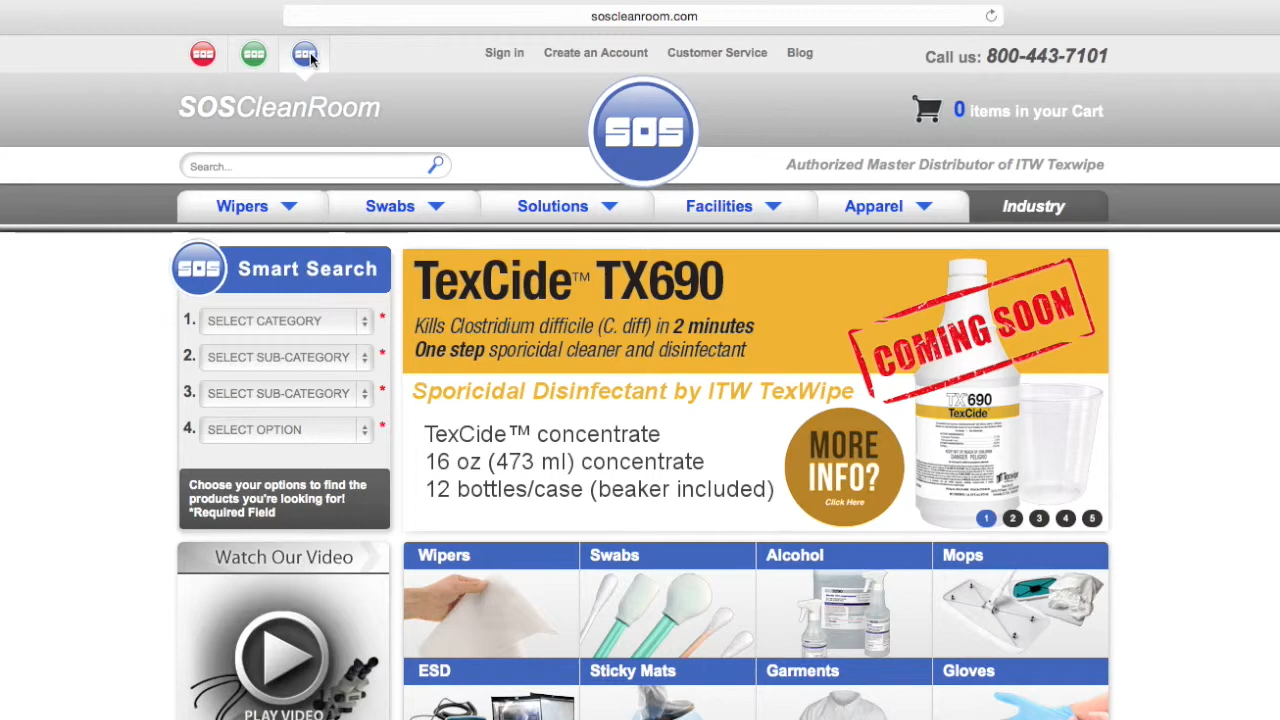 soscleanroom.com
SOS SOS SOS
Sign in Create an Account Customer Service Blog
Call us: 800-443-7101
SOSCleanRoom
SOS
0 items in your Cart
Search...
Authorized Master Distributor of ITW Texwipe
Wipers Swabs Solutions Facilities Apparel Industry
SOS Smart Search
1. SELECT CATEGORY *
2. SELECT SUB-CATEGORY *
3. SELECT SUB-CATEGORY *
4. SELECT OPTION *
Choose your options to find the
products you're looking for!
*Required Field
TexCide™ TX690
Kills Clostridium difficile (C. diff) in 2 minutes
One step sporicidal cleaner and disinfectant
COMING SOON
Sporicidal Disinfectant by ITW TexWipe
TexCide™ concentrate
16 oz (473 ml) concentrate
12 bottles/case (beaker included)
MORE
INFO?
Click Here
TX690
TexCide
1 2 3 4 5
Watch Our Video
PLAY VIDEO
Wipers Swabs Alcohol Mops
ESD Sticky Mats Garments Gloves